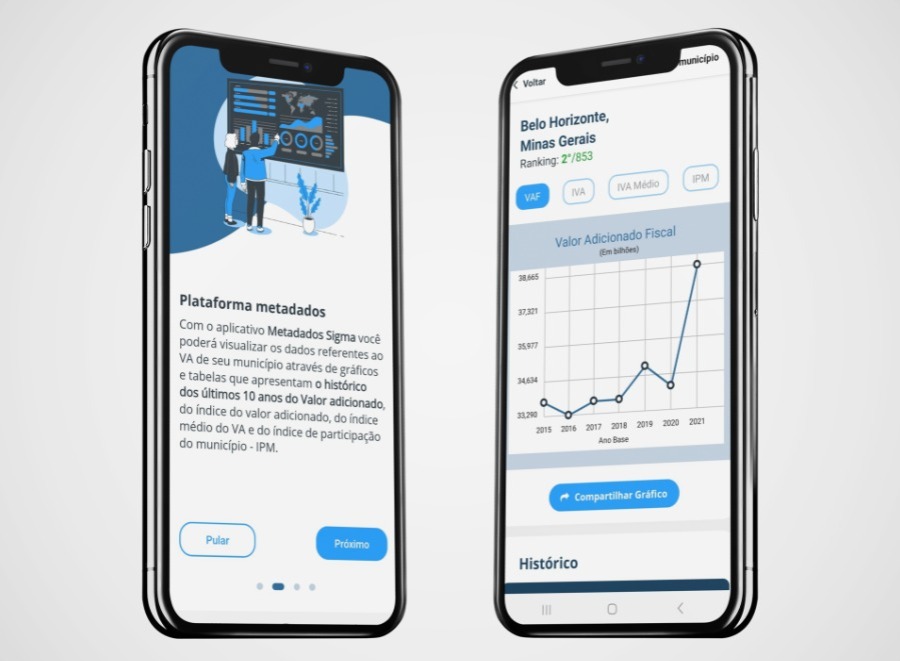 Plataforma metadados
Com o aplicativo Metadados Sigma você
poderá visualizar os dados referentes ao
VA de seu município através de gráficos
e tabelas que apresentam o histórico
dos últimos 10 anos do Valor adicionado,
do índice do valor adicionado, do índice
médio do VA e do índice de participação
do município - IPM.
Pular
Próximo
Voltar
município
Belo Horizonte,
Minas Gerais
Ranking: 2°/853
VAF
IVA
IVA Médio
IPM
Valor Adicionado Fiscal
(Em bilhões)
38,665
37,321
35,977
34,634
33,290
2015 2016 2017 2018 2019 2020 2021
Ano Base
Compartilhar Gráfico
Histórico